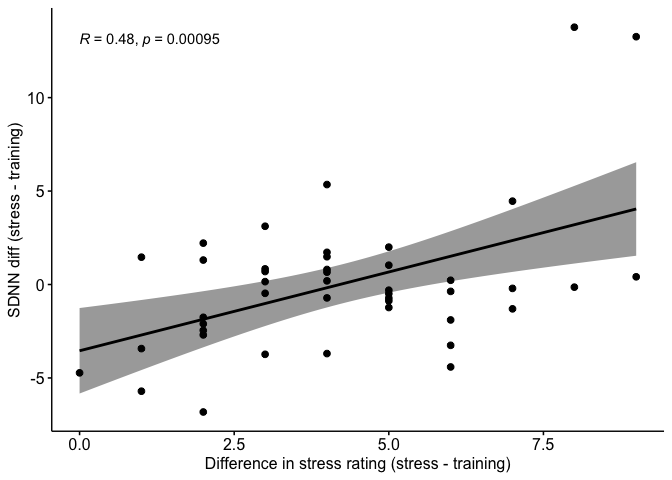 R = 0.48, p = 0.00095
10
5
0
-5
SDNN diff (stress - training)
0.0 2.5 5.0 7.5
Difference in stress rating (stress - training)